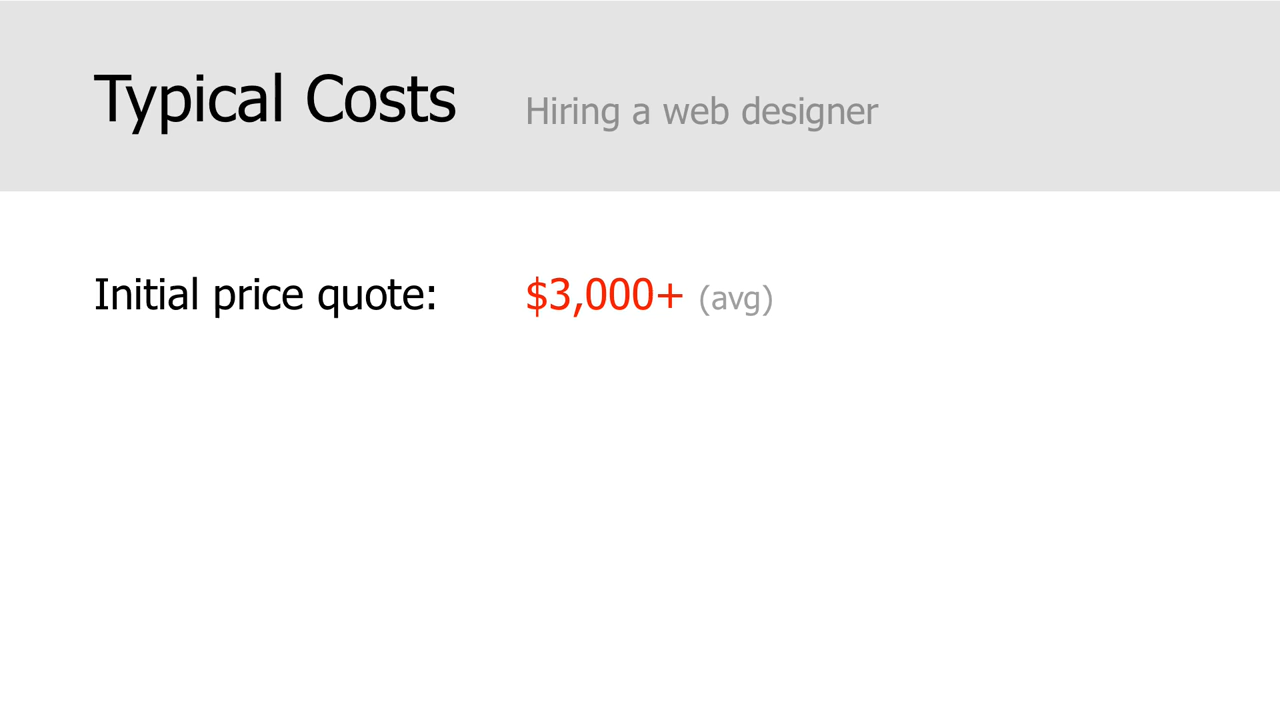 Typical Costs Hiring a web designer
Initial price quote: $3,000+ (avg)